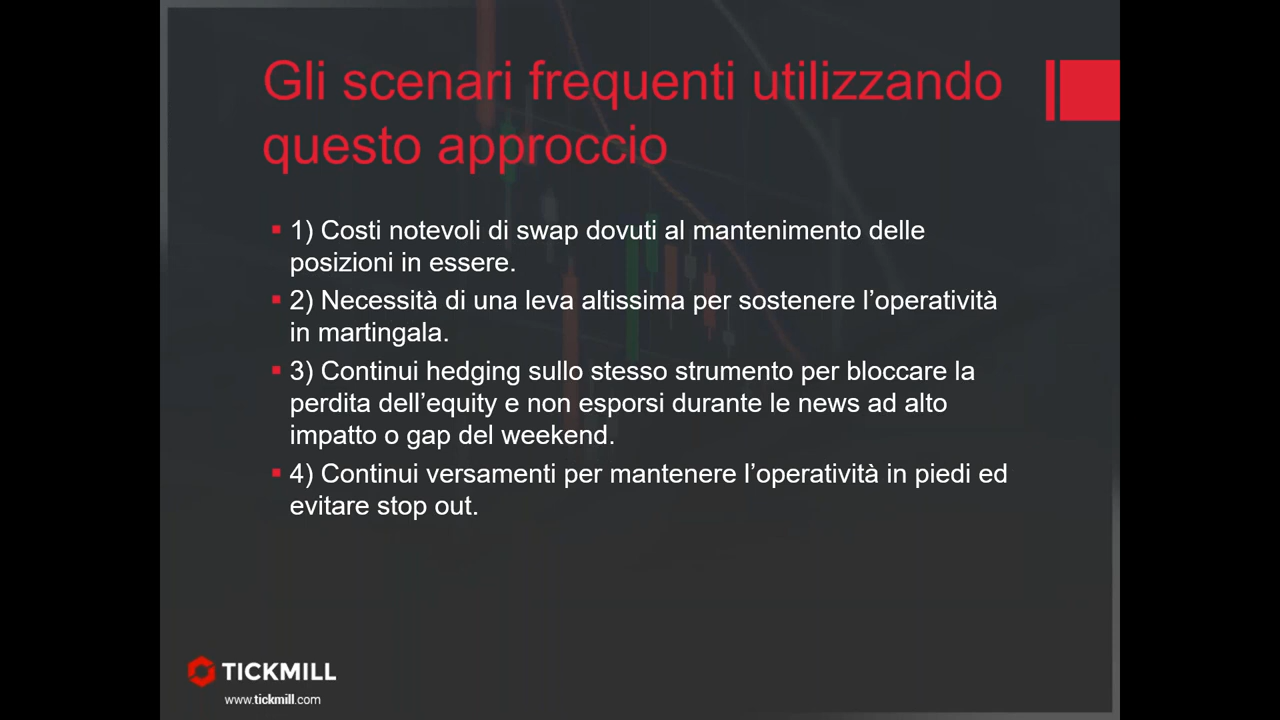 Gli scenari frequenti utilizzando
questo approccio
1) Costi notevoli di swap dovuti al mantenimento delle
posizioni in essere.
2) Necessità di una leva altissima per sostenere l’operatività
in martingala.
3) Continui hedging sullo stesso strumento per bloccare la
perdita dell’equity e non esporsi durante le news ad alto
impatto o gap del weekend.
4) Continui versamenti per mantenere l’operatività in piedi ed
evitare stop out.
TICKMILL
www.tickmill.com